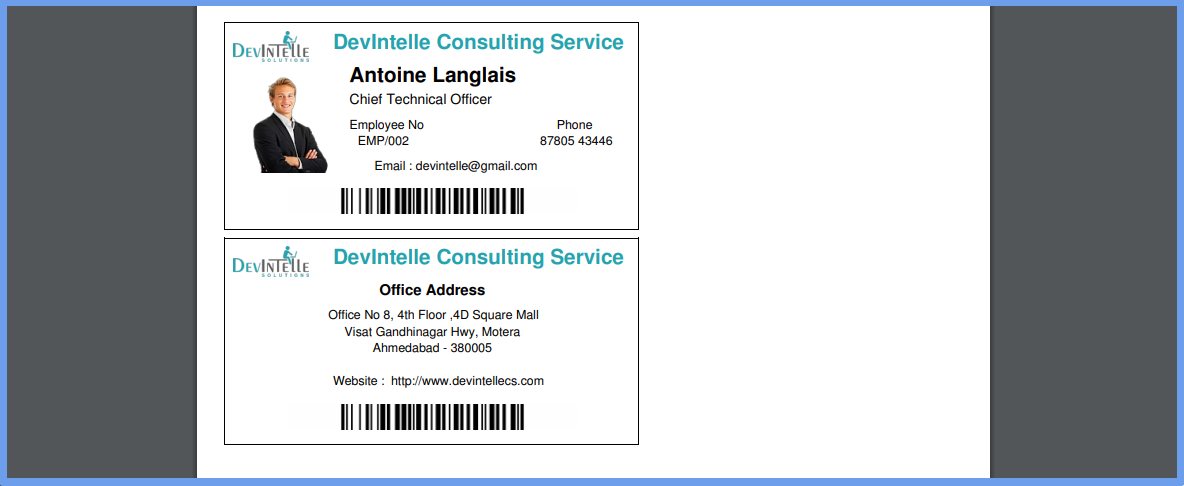 DEVINTELLE
SOLUTIONS
DevIntelle Consulting Service
Antoine Langlais
Chief Technical Officer
Employee No Phone
EMP/002 87805 43446
Email : devintelle@gmail.com
DEVINTELLE
SOLUTIONS
DevIntelle Consulting Service
Office Address
Office No 8, 4th Floor ,4D Square Mall
Visat Gandhinagar Hwy, Motera
Ahmedabad - 380005
Website : http://www.devintellecs.com